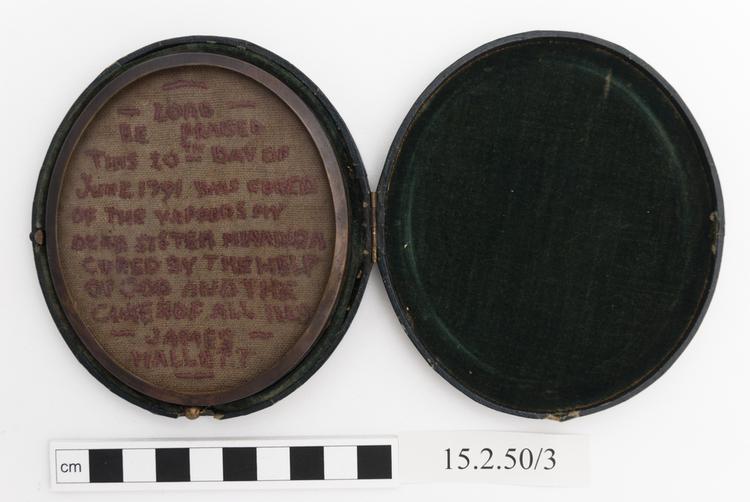 LORD
BE PRAISED
THIS 20TH DAY OF
JUNE 1791 WAS CURED
OF THE VAPOURS MY
DEAR SISTER MIRANDA
CURED BY THE HELP
OF GOD AND THE
CURER OF ALL ILLS
JAMES
HALLETT
cm
15.2.50/3